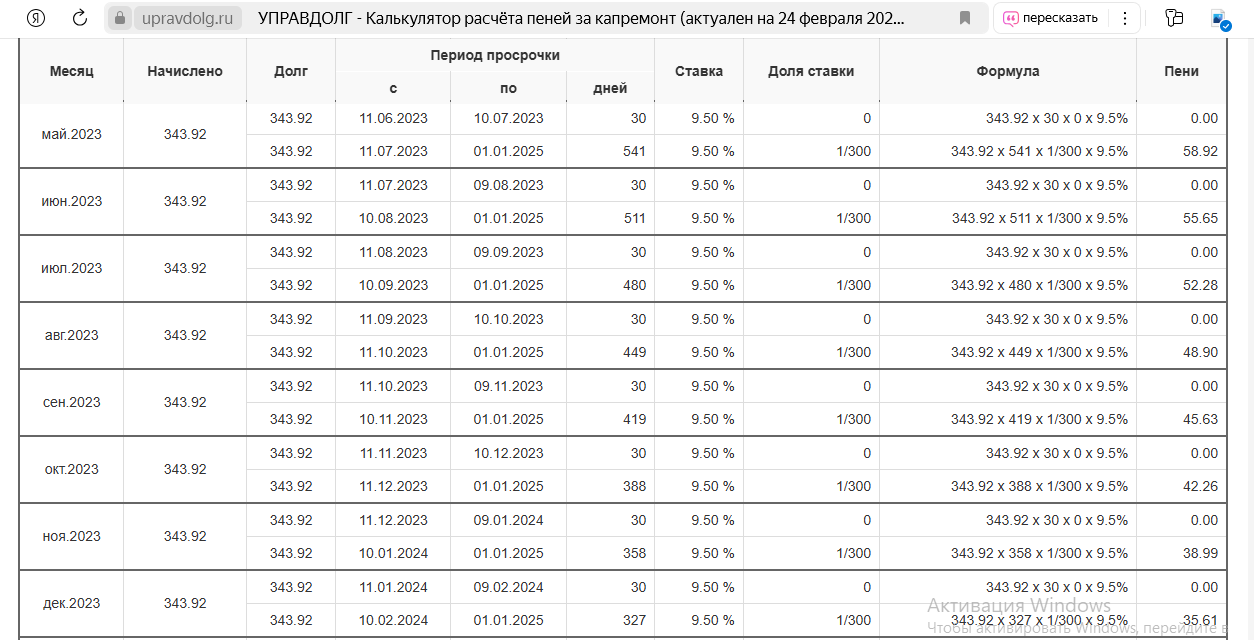 upravdolg.ru УПРАВДОЛГ - Калькулятор расчёта пеней за капремонт (актуален на 24 февраля 202... пересказать
Месяц Начислено Долг Период просрочки Ставка Доля ставки Формула Пени
с по дней
май.2023 343.92 343.92 11.06.2023 10.07.2023 30 9.50 % 0 343.92 x 30 x 0 x 9.5% 0.00
343.92 11.07.2023 01.01.2025 541 9.50 % 1/300 343.92 x 541 x 1/300 x 9.5% 58.92
июн.2023 343.92 343.92 11.07.2023 09.08.2023 30 9.50 % 0 343.92 x 30 x 0 x 9.5% 0.00
343.92 10.08.2023 01.01.2025 511 9.50 % 1/300 343.92 x 511 x 1/300 x 9.5% 55.65
июл.2023 343.92 343.92 11.08.2023 09.09.2023 30 9.50 % 0 343.92 x 30 x 0 x 9.5% 0.00
343.92 10.09.2023 01.01.2025 480 9.50 % 1/300 343.92 x 480 x 1/300 x 9.5% 52.28
авг.2023 343.92 343.92 11.09.2023 10.10.2023 30 9.50 % 0 343.92 x 30 x 0 x 9.5% 0.00
343.92 11.10.2023 01.01.2025 449 9.50 % 1/300 343.92 x 449 x 1/300 x 9.5% 48.90
сен.2023 343.92 343.92 11.10.2023 09.11.2023 30 9.50 % 0 343.92 x 30 x 0 x 9.5% 0.00
343.92 10.11.2023 01.01.2025 419 9.50 % 1/300 343.92 x 419 x 1/300 x 9.5% 45.63
окт.2023 343.92 343.92 11.11.2023 10.12.2023 30 9.50 % 0 343.92 x 30 x 0 x 9.5% 0.00
343.92 11.12.2023 01.01.2025 388 9.50 % 1/300 343.92 x 388 x 1/300 x 9.5% 42.26
ноя.2023 343.92 343.92 11.12.2023 09.01.2024 30 9.50 % 0 343.92 x 30 x 0 x 9.5% 0.00
343.92 10.01.2024 01.01.2025 358 9.50 % 1/300 343.92 x 358 x 1/300 x 9.5% 38.99
дек.2023 343.92 343.92 11.01.2024 09.02.2024 30 9.50 % 0 343.92 x 30 x 0 x 9.5% 0.00
343.92 10.02.2024 01.01.2025 327 9.50 % 1/300 343.92 x 327 x 1/300 x 9.5% 35.61
Активация Windows
Чтобы активировать Windows, перейдите в